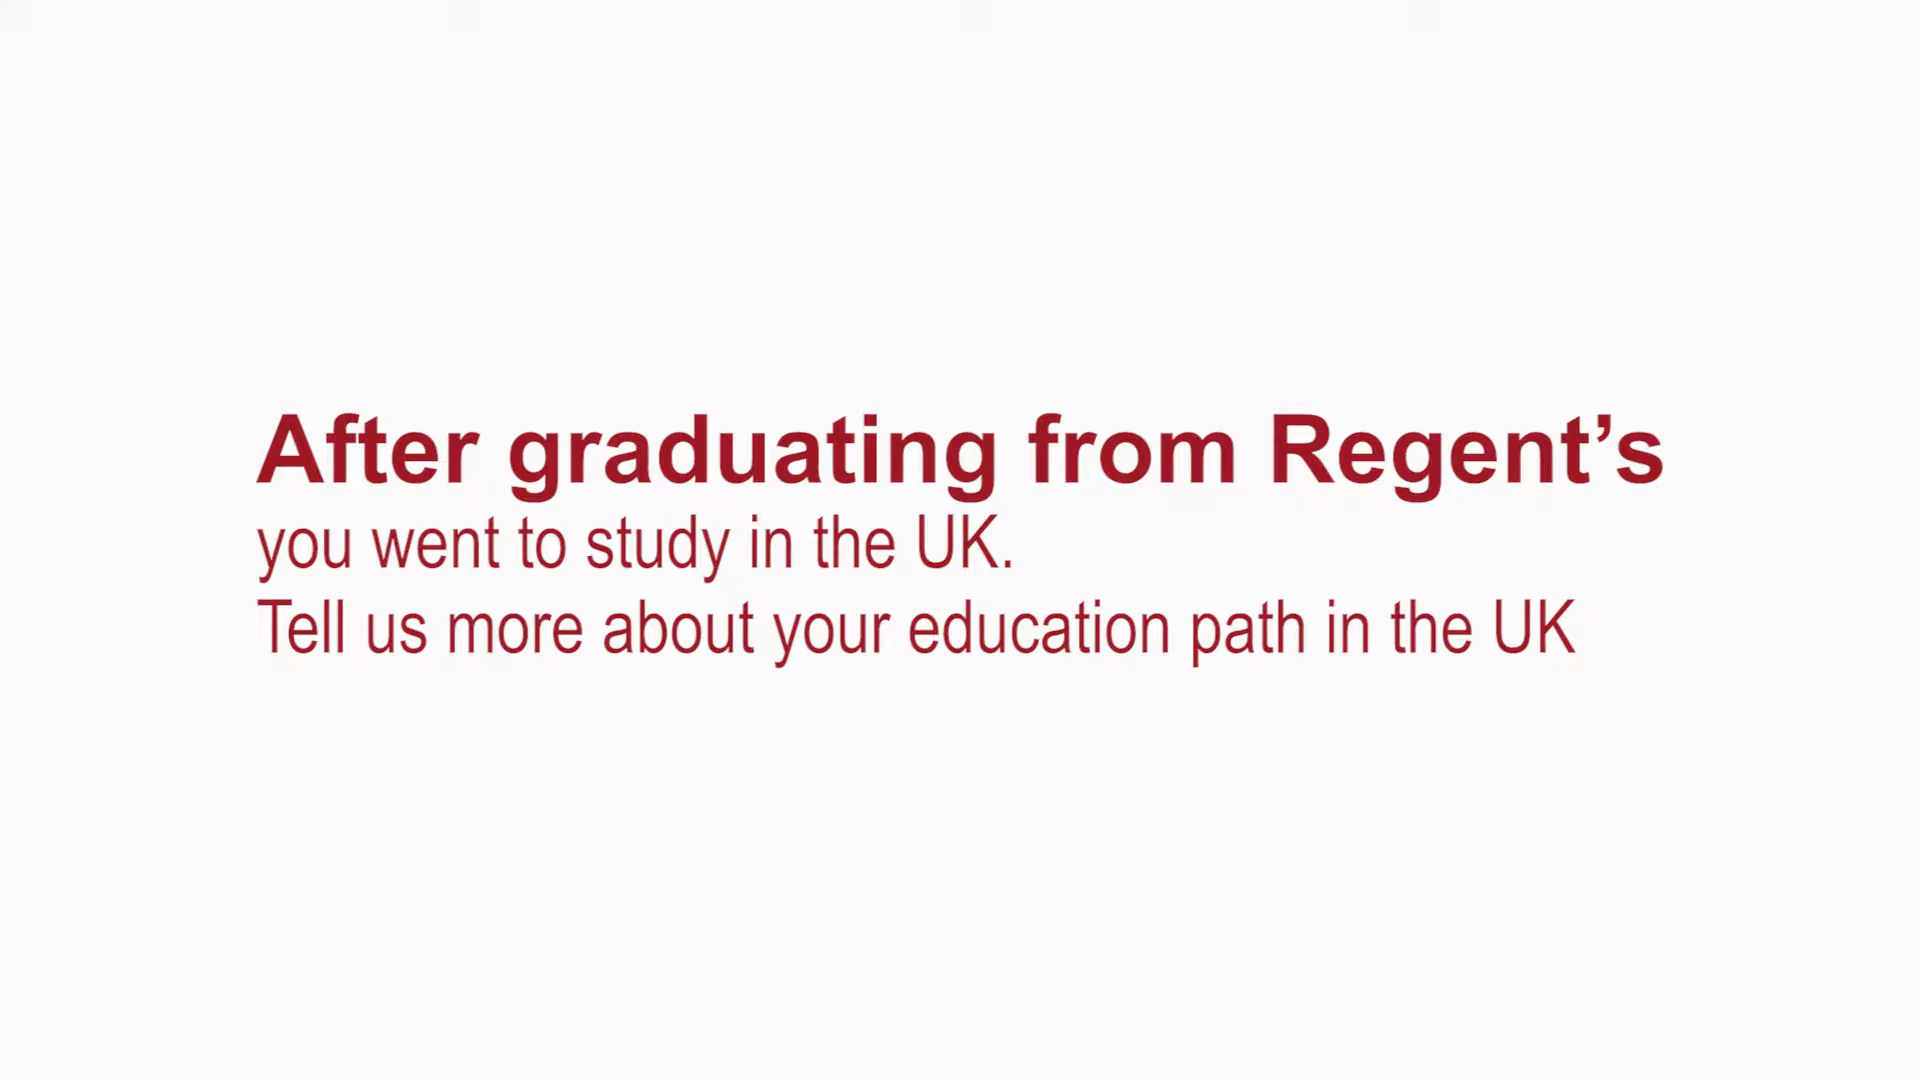 After graduating from Regent’s
you went to study in the UK.
Tell us more about your education path in the UK